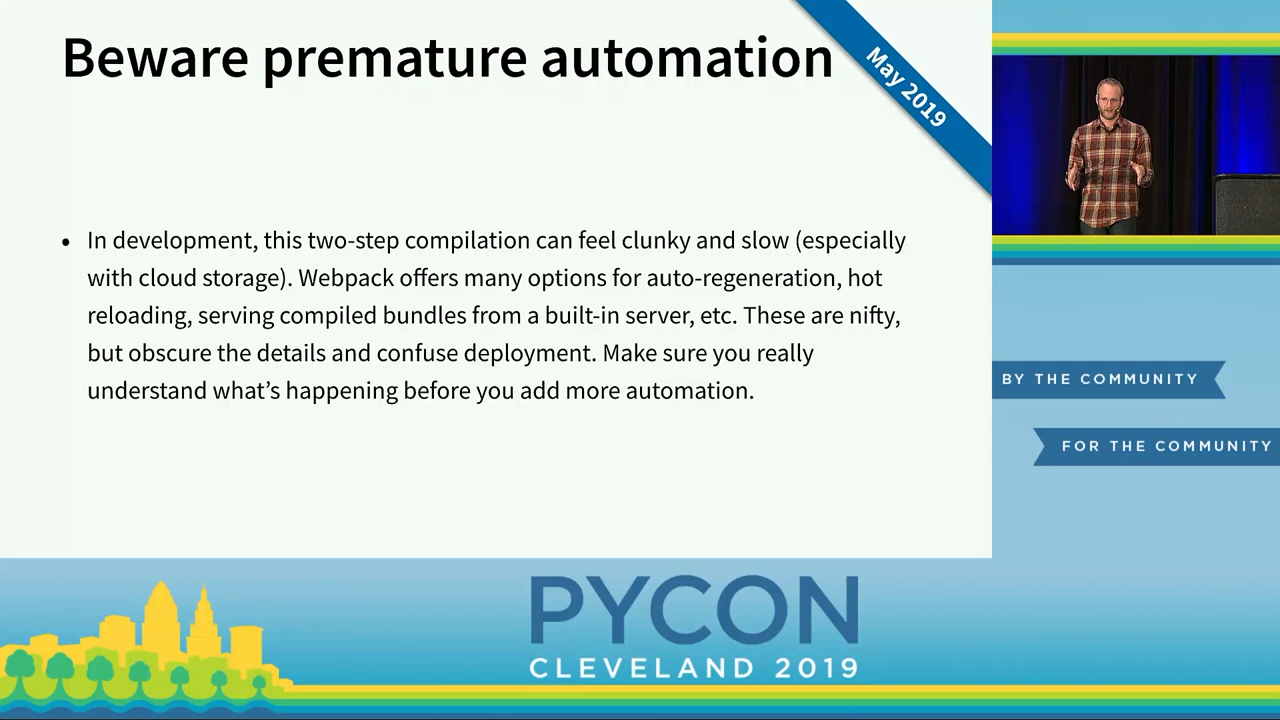 Beware premature automation
May 2019
• In development, this two-step compilation can feel clunky and slow (especially
with cloud storage). Webpack offers many options for auto-regeneration, hot
reloading, serving compiled bundles from a built-in server, etc. These are nifty,
but obscure the details and confuse deployment. Make sure you really
understand what’s happening before you add more automation.
BY THE COMMUNITY
FOR THE COMMUNITY
PYCON
CLEVELAND 2019